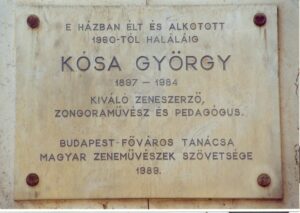 E HÁZBAN ÉLT ÉS ALKOTOTT
1960-TÓL HALÁLÁIG
KÓSA GYÖRGY
1897 - 1984
KIVÁLÓ ZENESZERZŐ,
ZONGORAMŰVÉSZ ÉS PEDAGÓGUS.
BUDAPEST FŐVÁROS TANÁCSA
MAGYAR ZENEMŰVÉSZEK SZÖVETSÉGE
1988.